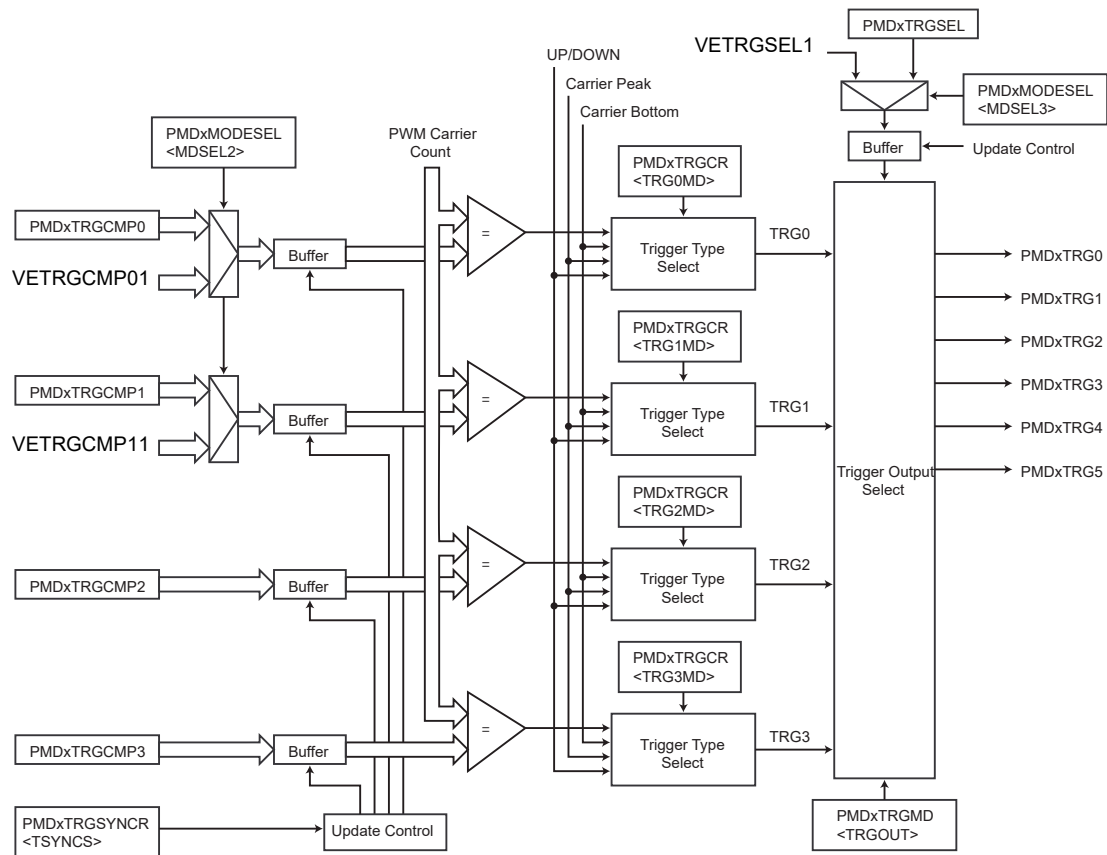 PMDxTRGSEL
VETRGSEL1
UP/DOWN
Carrier Peak
Carrier Bottom
PMDxMODESEL
<MDSEL3>
PMDxMODESEL
<MDSEL2>
PWM Carrier
Count
Buffer
Update Control
PMDxTRGCR
<TRG0MD>
PMDxTRGCMP0
VETRGCMP01
Buffer
=
Trigger Type
Select
TRG0
PMDxTRG0
PMDxTRG1
PMDxTRG2
PMDxTRG3
PMDxTRG4
PMDxTRG5
PMDxTRGCR
<TRG1MD>
PMDxTRGCMP1
VETRGCMP11
Buffer
=
Trigger Type
Select
TRG1
Trigger Output
Select
PMDxTRGCR
<TRG2MD>
PMDxTRGCMP2
Buffer
=
Trigger Type
Select
TRG2
PMDxTRGCR
<TRG3MD>
PMDxTRGCMP3
Buffer
=
Trigger Type
Select
TRG3
PMDxTRGSYNCR
<TSYNCS>
Update Control
PMDxTRGMD
<TRGOUT>